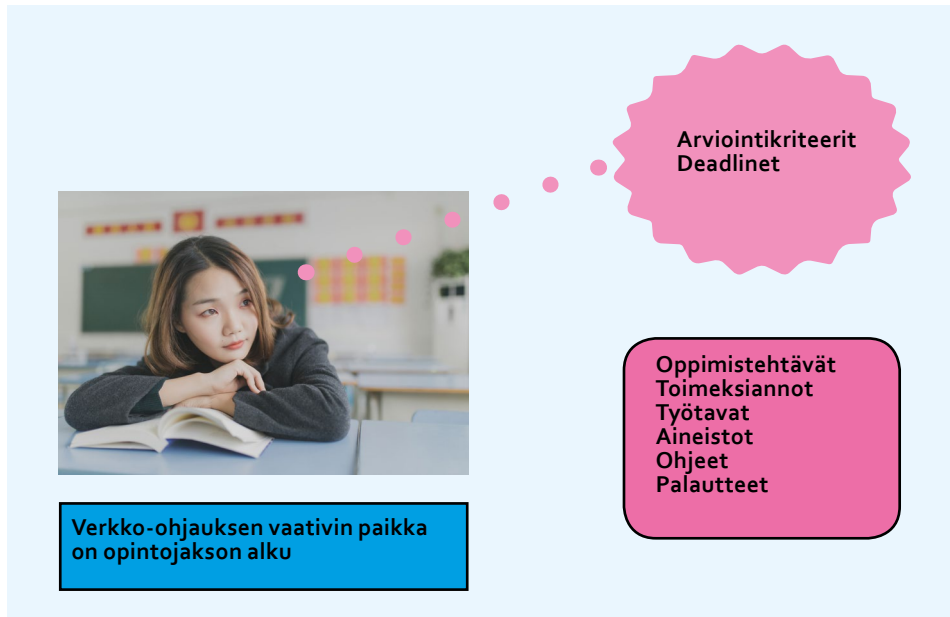 Arviointikriteerit
Deadlinet
Oppimistehtävät
Toimeksiannot
Työtavat
Aineistot
Ohjeet
Palautteet
Verkko-ohjauksen vaativin paikka
on opintojakson alku